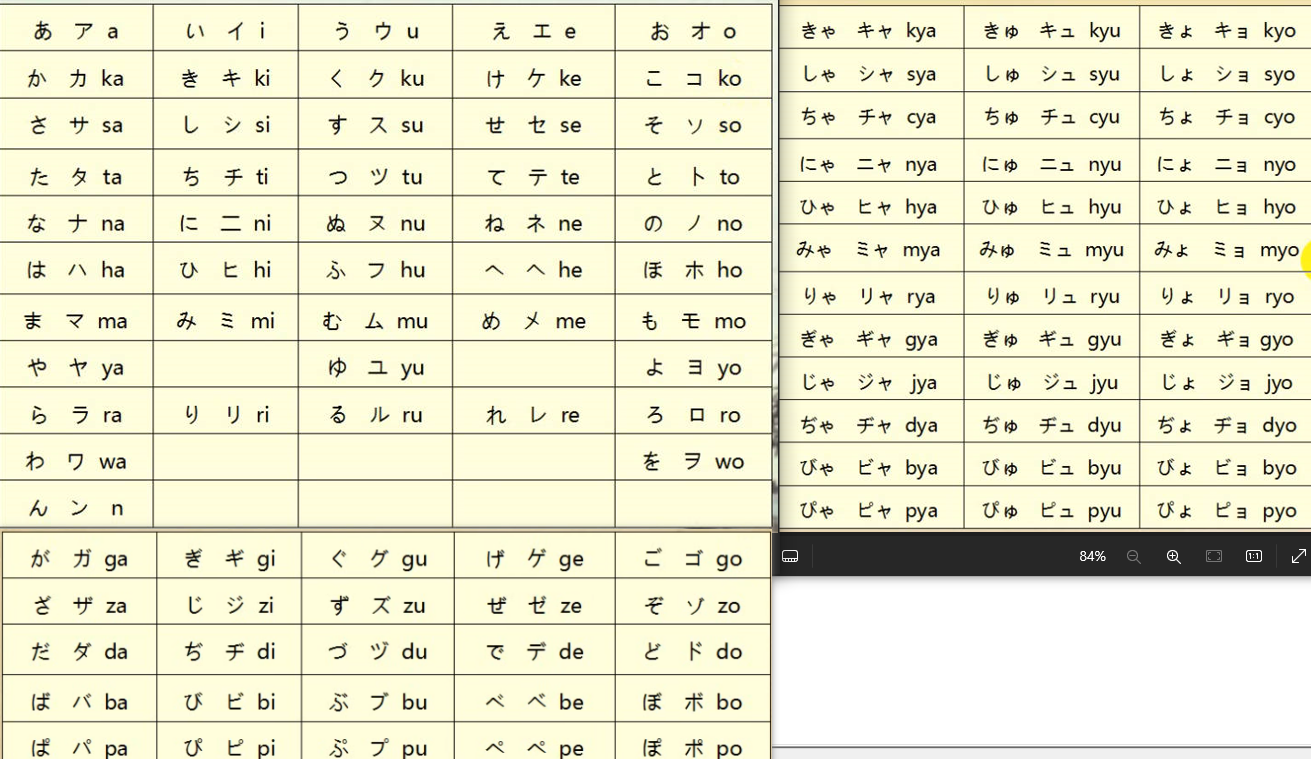 あ ア a い イ i う ウ u え エ e お オ o
か カ ka き キ ki く ク ku け ケ ke こ コ ko
さ サ sa し シ si す ス su せ セ se そ ソ so
た タ ta ち チ ti つ ツ tu て テ te と ト to
な ナ na に ニ ni ぬ ヌ nu ね ネ ne の ノ no
は ハ ha ひ ヒ hi ふ フ hu へ ヘ he ほ ホ ho
ま マ ma み ミ mi む ム mu め メ me も モ mo
や ヤ ya ゆ ユ yu よ ヨ yo
ら ラ ra り リ ri る ル ru れ レ re ろ ロ ro
わ ワ wa を ヲ wo
ん ン n
が ガ ga ぎ ギ gi ぐ グ gu げ ゲ ge ご ゴ go
ざ ザ za じ ジ zi ず ズ zu ぜ ゼ ze ぞ ゾ zo
だ ダ da ぢ ヂ di づ ヅ du で デ de ど ド do
ば バ ba び ビ bi ぶ ブ bu べ ベ be ぼ ボ bo
ぱ パ pa ぴ ピ pi ぷ プ pu ぺ ペ pe ぽ ポ po
きゃ キャ kya きゅ キュ kyu きょ キョ kyo
しゃ シャ sya しゅ シュ syu しょ ショ syo
ちゃ チャ cya ちゅ チュ cyu ちょ チョ cyo
にゃ ニャ nya にゅ ニュ nyu にょ ニョ nyo
ひゃ ヒャ hya ひゅ ヒュ hyu ひょ ヒョ hyo
みゃ ミャ mya みゅ ミュ myu みょ ミョ myo
りゃ リャ rya りゅ リュ ryu りょ リョ ryo
ぎゃ ギャ gya ぎゅ ギュ gyu ぎょ ギョ gyo
じゃ ジャ jya じゅ ジュ jyu じょ ジョ jyo
ぢゃ ヂャ dya ぢゅ ヂュ dyu ぢょ ヂョ dyo
びゃ ビャ bya びゅ ビュ byu びょ ビョ byo
ぴゃ ピャ pya ぴゅ ピュ pyu ぴょ ピョ pyo
84% 1:1